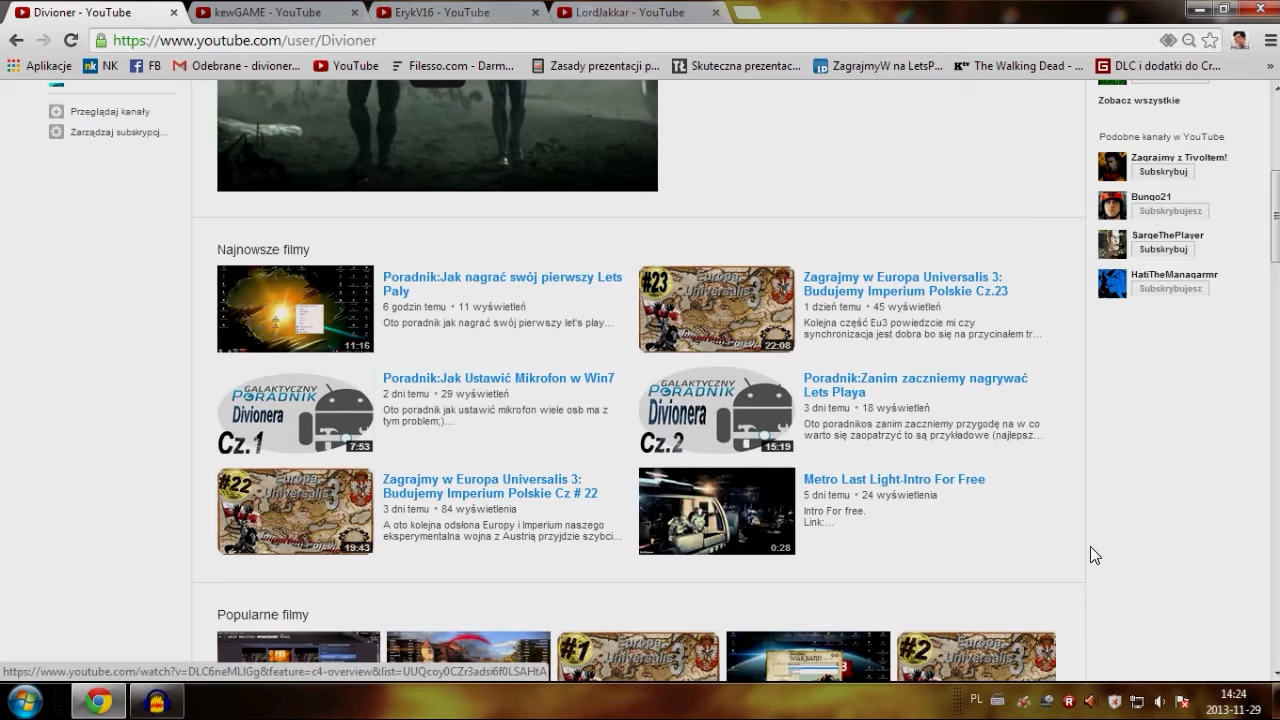 Divioner - YouTube
kewGAME - YouTube
ErykV16 - YouTube
LordJakkar - YouTube
https://www.youtube.com/user/Divioner
Aplikacje
NK
FB
Odebrane - divioner...
YouTube
Filesso.com - Darm...
Zasady prezentacji p...
Skuteczna prezentac...
ZagrajmyW na LetsP...
The Walking Dead - ...
DLC i dodatki do Cr...
»
Przeglądaj kanały
Zarządzaj subskrypcj...
Zobacz wszystkie
Podobne kanały w YouTube
Zagrajmy z Tivoltem!
Subskrybuj
Bungo21
Subskrybujesz
SargeThePlayer
Subskrybuj
HatiTheManagarmr
Subskrybujesz
Najnowsze filmy
11:16
Poradnik:Jak nagrać swój pierwszy Lets
Paly
6 godzin temu • 11 wyświetleń
Oto poradnik jak nagrać swój pierwszy let's play...
#23
Europa
Universalis 3
22:08
Zagrajmy w Europa Universalis 3:
Budujemy Imperium Polskie Cz.23
1 dzień temu • 45 wyświetleń
Kolejna część Eu3 powiedzcie mi czy
synchronizacja jest dobra bo się na przycinałem tr...
GALAKTYCZNY
PORADNIK
Divionera
Cz.1
7:53
Poradnik:Jak Ustawić Mikrofon w Win7
2 dni temu • 29 wyświetleń
Oto poradnik jak ustawić mikrofon wiele osb ma z
tym problem;)...
GALAKTYCZNY
PORADNIK
Divionera
Cz.2
15:19
Poradnik:Zanim zaczniemy nagrywać
Lets Playa
3 dni temu • 18 wyświetleń
Oto poradnikos zanim zaczniemy przygodę na w co
warto się zaopatrzyć to są przykładowe (najlepsz...
#22
Europa
Universalis 3
19:43
Zagrajmy w Europa Universalis 3:
Budujemy Imperium Polskie Cz # 22
3 dni temu • 84 wyświetlenia
A oto kolejna odsłona Europy i Imperium naszego
eksperymentalna wojna z Austrią przyjdzie szybci...
0:28
Metro Last Light-Intro For Free
5 dni temu • 24 wyświetlenia
Intro For free.
Link:...
Popularne filmy
#1
Europa
Universalis 3
#2
Europa
Universalis 3
https://www.youtube.com/watch?v=DLC6neMLIGg&feature=c4-overview&list=UUQcoy0CZr3adsi6f0LSAHtA
PL
14:24
2013-11-29